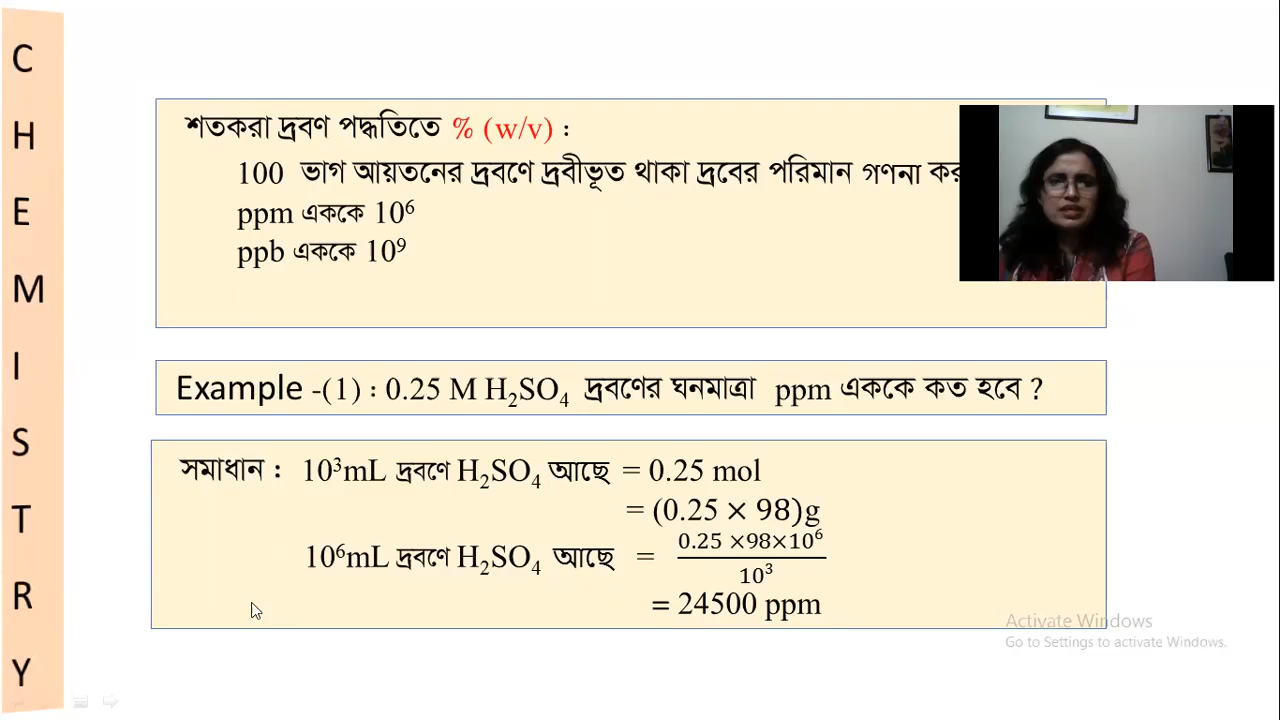 C
H
E
M
I
S
T
R
Y
শতকরা দ্রবণ পদ্ধতিতে % (w/v) :
100 ভাগ আয়তনের দ্রবণে দ্রবীভূত থাকা দ্রবের পরিমান গণনা
ppm এককে 10⁶
ppb এককে 10⁹
Example -(1) : 0.25 M H₂SO₄ দ্রবণের ঘনমাত্রা ppm এককে কত হবে ?
সমাধান : 10³mL দ্রবণে H₂SO₄ আছে = 0.25 mol
= (0.25 × 98)g
10⁶mL দ্রবণে H₂SO₄ আছে = 0.25 ×98×10⁶
10³
= 24500 ppm
Activate Windows
Go to Settings to activate Windows.